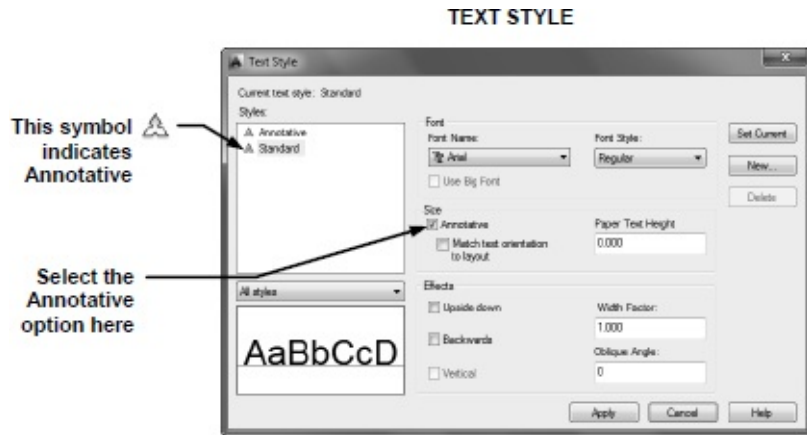 TEXT STYLE
Text Style
Current text style: Standard
Styles:
Annotative
Standard
This symbol
indicates
Annotative
Font
Font Name:
Font Style:
Arial
Regular
Use Big Font
Set Current
New...
Delete
Size
Annotative
Match text orientation
to layout
Paper Text Height
0.000
Select the
Annotative
option here
All styles
AaBbCcD
Effects
Upside down
Backwards
Vertical
Width Factor:
1.000
Oblique Angle:
0
Apply
Cancel
Help